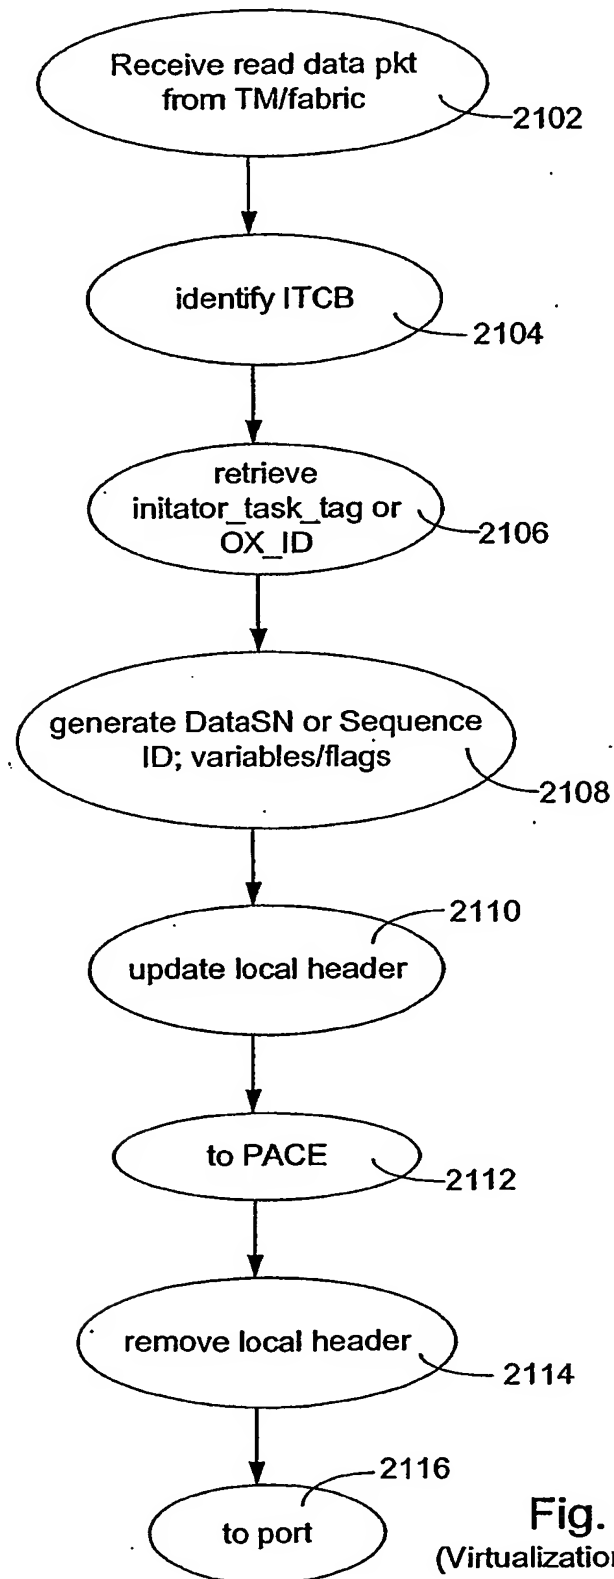 Receive read data pkt
from TM/fabric
2102
identify ITCB
2104
retrieve
initator_task_tag or
OX_ID
2106
generate DataSN or Sequence
ID; variables/flags
2108
2110
update local header
to PACE
2112
remove local header
2114
2116
to port
Fig.
(Virtualization